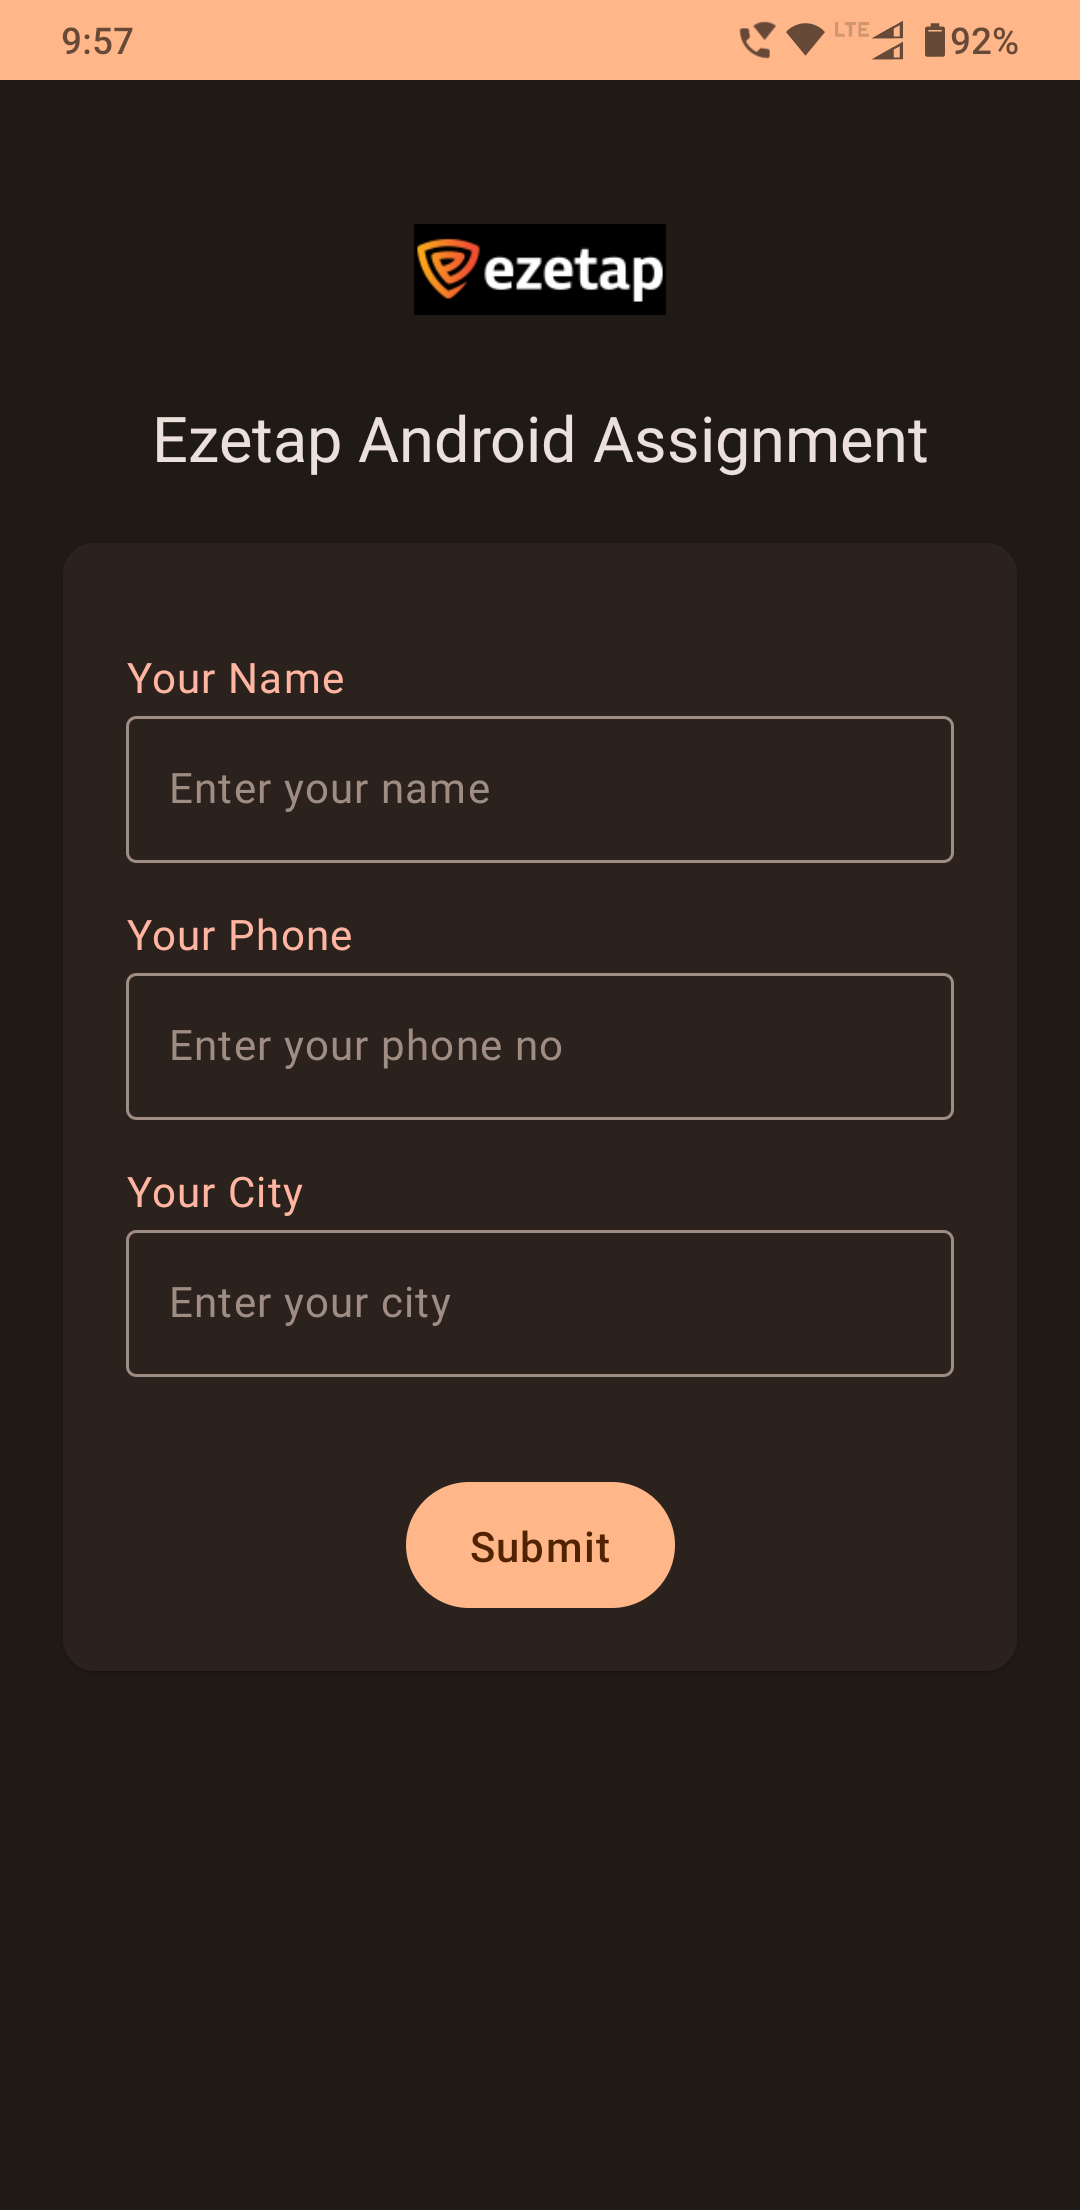 9:57
LTE
92%
ezetap
Ezetap Android Assignment
Your Name
Enter your name
Your Phone
Enter your phone no
Your City
Enter your city
Submit